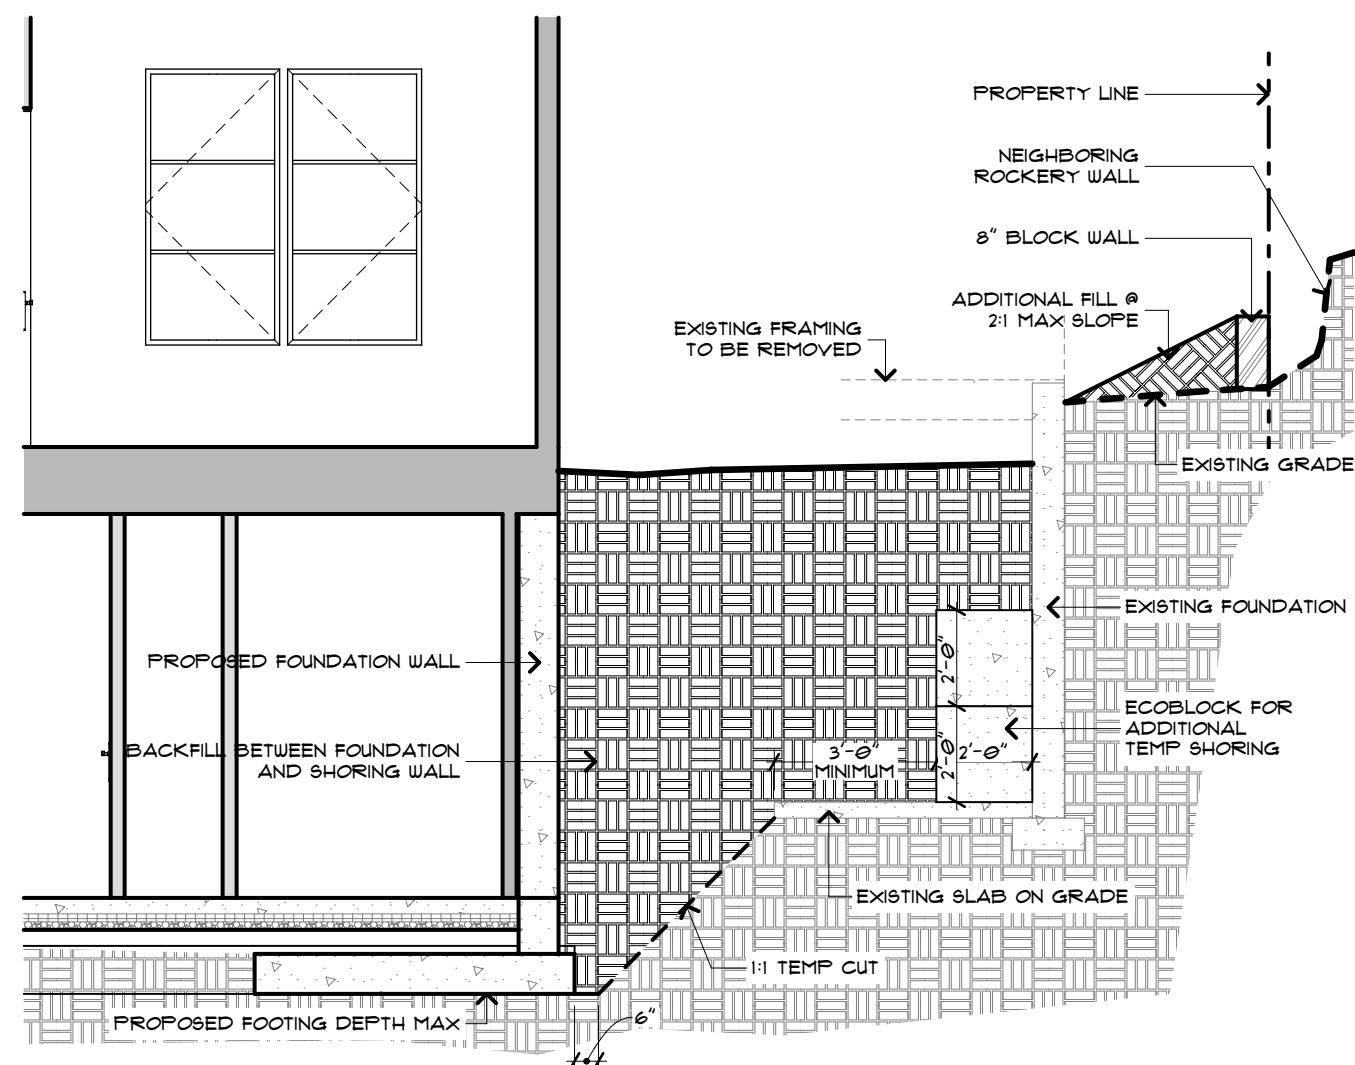 PROPERTY LINE
NEIGHBORING
ROCKERY WALL
8" BLOCK WALL
ADDITIONAL FILL @
2:1 MAX SLOPE
EXISTING FRAMING
TO BE REMOVED
EXISTING GRADE
EXISTING FOUNDATION
PROPOSED FOUNDATION WALL
2'-0"
ECOBLOCK FOR
ADDITIONAL
TEMP SHORING
BACKFILL BETWEEN FOUNDATION
AND SHORING WALL
3'-0"
MINIMUM
2'-0"
2'-0"
EXISTING SLAB ON GRADE
1:1 TEMP CUT
PROPOSED FOOTING DEPTH MAX
6"